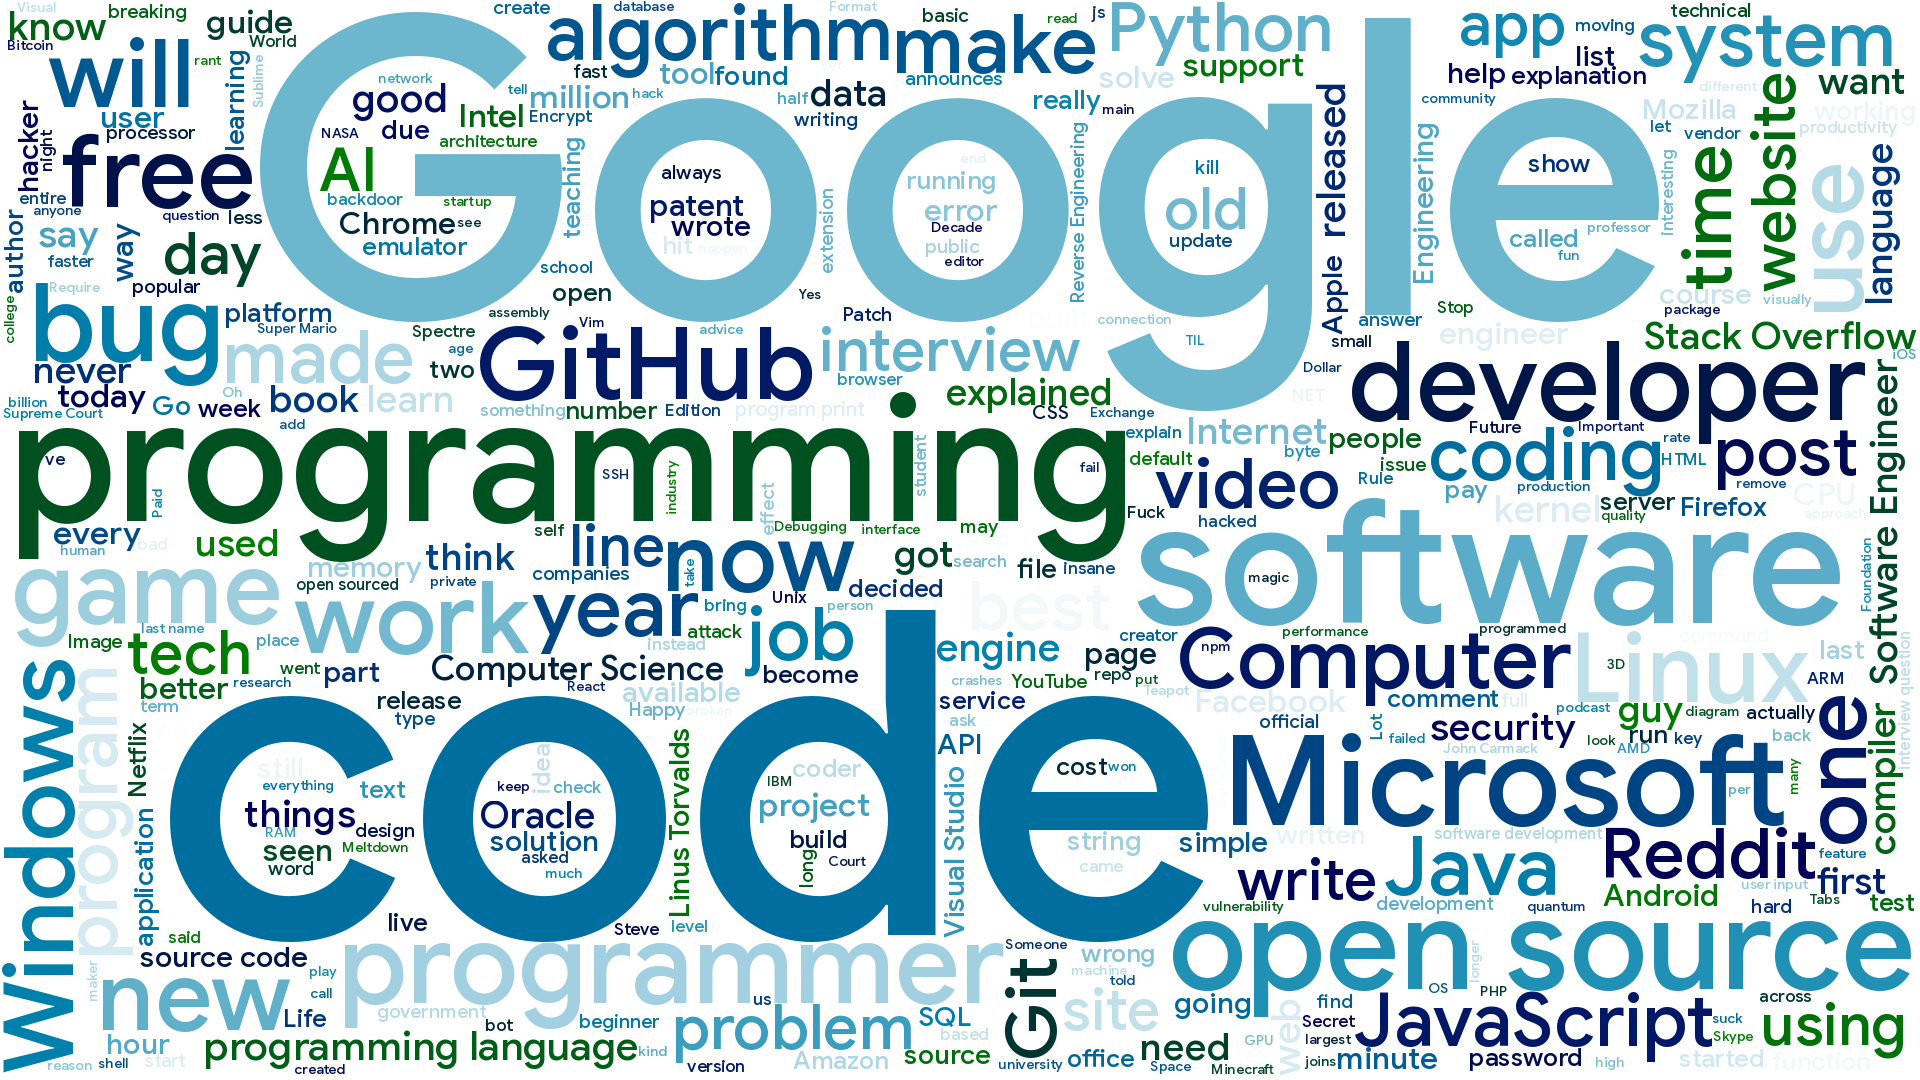 Google
code
programming
software
Microsoft
developer
GitHub
open source
programmer
Computer
JavaScript
algorithm
make
Python
system
app
free
will
bug
made
interview
Windows
program
game
work
year
now
line
job
best
Linux
Reddit
Java
write
new
problem
Git
site
web
using
one
compiler
Software Engineer
Stack Overflow
coding
post
video
Internet
explained
time
website
use
language
know
Visual
breaking
guide
World
Bitcoin
rant
create
database
Format
basic
read
js
technical
moving
list
help
explanation
support
solve
announces
tool
found
fast
million
hack
half
data
writing
really
main
community
different
want
working
productivity
Mozilla
let
vendor
user
processor
learning
Sublime
hacker
night
entire
anyone
question
less
author
say
faster
way
day
popular
Require
college
network
good
due
tell
Intel
Encrypt
NASA
architecture
AI
backdoor
startup
Chrome
see
emulator
teaching
always
patent
wrote
hit
happen
extension
end
running
error
Decade
public
editor
Reverse Engineering
kill
old
update
Apple
released
Engineering
show
called
professor
fun
interesting
school
open
Yes
assembly
Vim
advice
Patch
connection
TIL
answer
small
Stop
engineer
course
visually
package
iOS
platform
Super Mario
Spectre
age
two
never
today
billion
Supreme Court
Oh
Go
week
book
add
learn
something
number
Edition
program print
browser
CSS
Exchange
Dollar
NET
explain
default
byte
people
issue
Future
Important
rate
HTML
remove
Rule
pay
production
kernel
quality
server
Firefox
CPU
approach
Fuck
hacked
fail
student
SSH
industry
effect
Debugging
interface
may
self
ve
Paid
every
human
bad
used
memory
open sourced
think
private
companies
take
got
search
file
insane
decided
bring
Unix
person
magic
Foundation
Image
last name
place
tech
better
term
went
research
part
Computer Science
release
type
React
attack
instead
available
Happy
broken
become
engine
crashes
service
YouTube
page
creator
repo
put
Teapot
npm
performance
programmed
command
3D
last
ARM
Facebook
comment
full
official
Lot
failed
security
podcast
guy
diagram
actually
run
key
look
AMD
back
John Carmack
Interview question
many
per
Netflix
application
still
everything
things
RAM
design
seen
Meltdown
word
text
idea
keep
check
Oracle
solution
asked
much
Linus Torvalds
IBM
coder
project
build
long
Court
ask
API
Visual Studio
cost
won
string
came
simple
written
software development
feature
first
user input
Tabs
Android
development
vulnerability
quantum
hard
test
live
said
source code
play
call
maker
Life
Steve
level
Someone
machine
wrong
told
going
longer
OS
PHP
across
find
Secret
largest
suck
Skype
government
us
bot
beginner
SQL
based
hour
reason
shell
start
programming language
created
kind
version
Amazon
source
university
office
need
Space
Minecraft
GPU
joins
minute
password
high
started
function